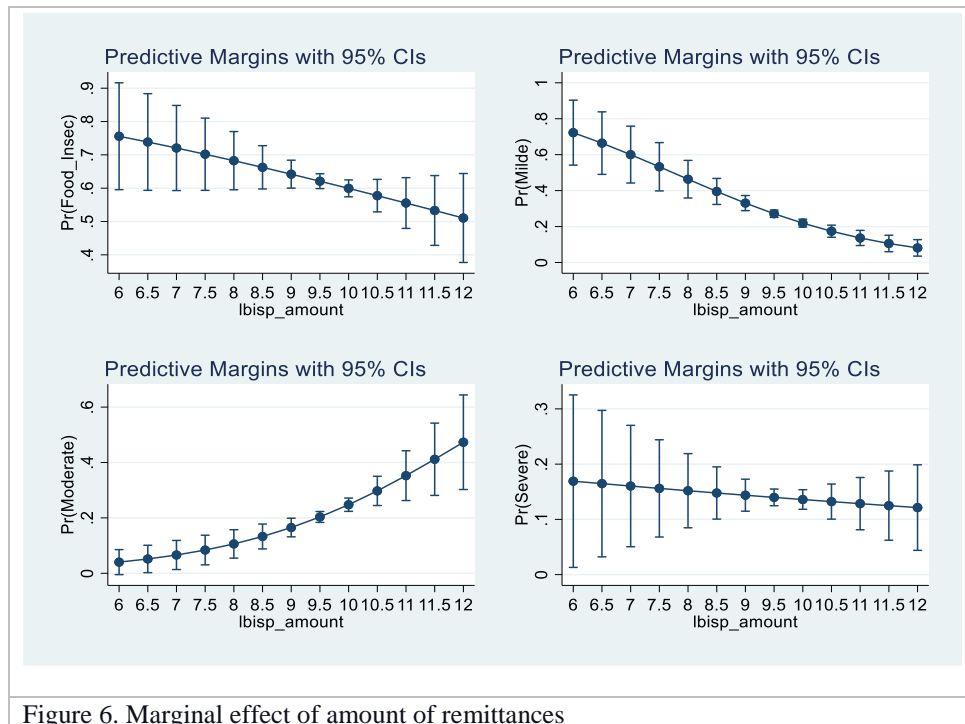 Predictive Margins with 95% CIs
Pr(Food_Insec)
.9
.8
.7
.6
.5
.4
6 6.5 7 7.5 8 8.5 9 9.5 10 10.5 11 11.5 12
lbisp_amount
Predictive Margins with 95% CIs
Pr(Milde)
1
.8
.6
.4
.2
0
6 6.5 7 7.5 8 8.5 9 9.5 10 10.5 11 11.5 12
lbisp_amount
Predictive Margins with 95% CIs
Pr(Moderate)
.6
.4
.2
0
6 6.5 7 7.5 8 8.5 9 9.5 10 10.5 11 11.5 12
lbisp_amount
Predictive Margins with 95% CIs
Pr(Severe)
.3
.2
.1
0
6 6.5 7 7.5 8 8.5 9 9.5 10 10.5 11 11.5 12
lbisp_amount
Figure 6. Marginal effect of amount of remittances